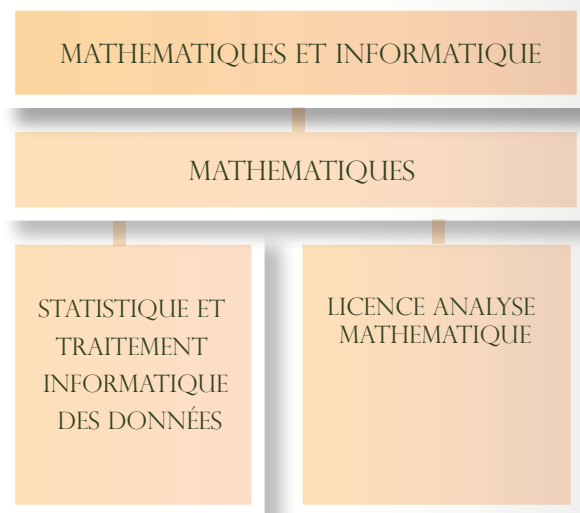 MATHEMATIQUES ET INFORMATIQUE
MATHEMATIQUES
STATISTIQUE ET
TRAITEMENT
INFORMATIQUE
DES DONNÉES
LICENCE ANALYSE
MATHEMATIQUE